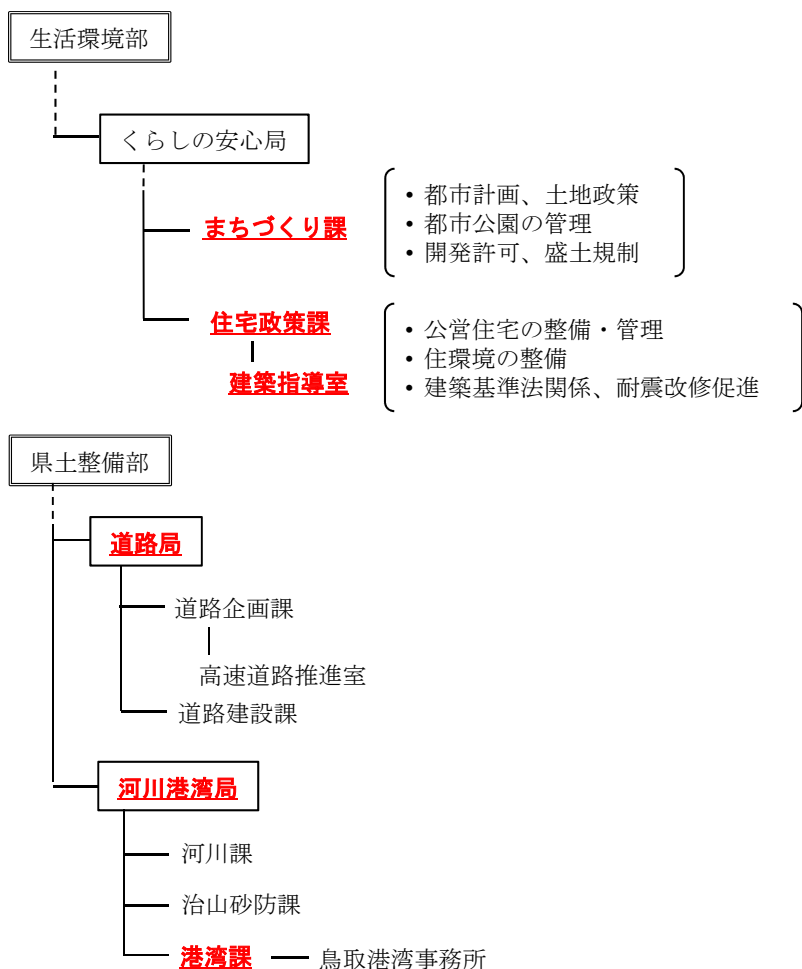 生活環境部
くらしの安心局
まちづくり課
・都市計画、土地政策
・都市公園の管理
・開発許可、盛土規制
住宅政策課
建築指導室
・公営住宅の整備・管理
・住環境の整備
・建築基準法関係、耐震改修促進
県土整備部
道路局
道路企画課
高速道路推進室
道路建設課
河川港湾局
河川課
治山砂防課
港湾課 鳥取港湾事務所